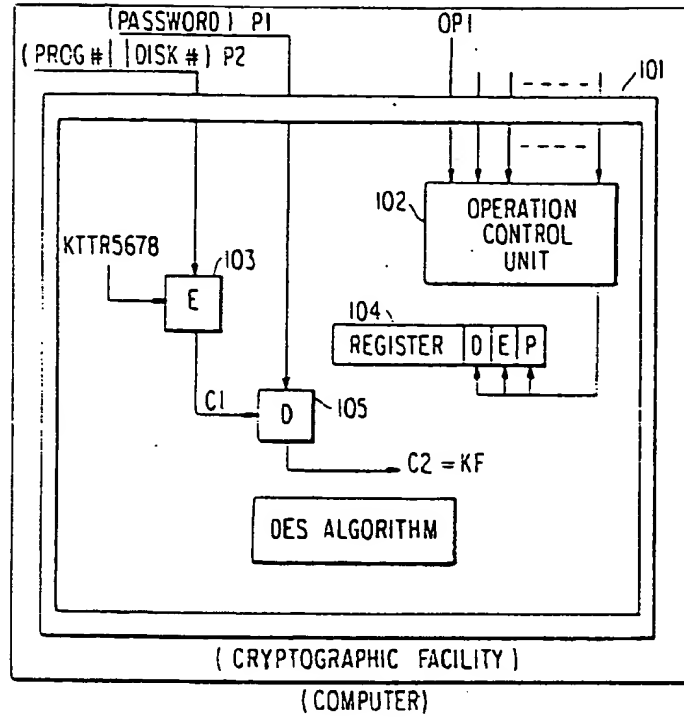 (PASSWORD) P1
OP1
(PROG #| |DISK #) P2
101
102
OPERATION
CONTROL
UNIT
KTTR5678
103
E
104
REGISTER D E P
C1
D
105
C2 = KF
DES ALGORITHM
(CRYPTOGRAPHIC FACILITY)
(COMPUTER)